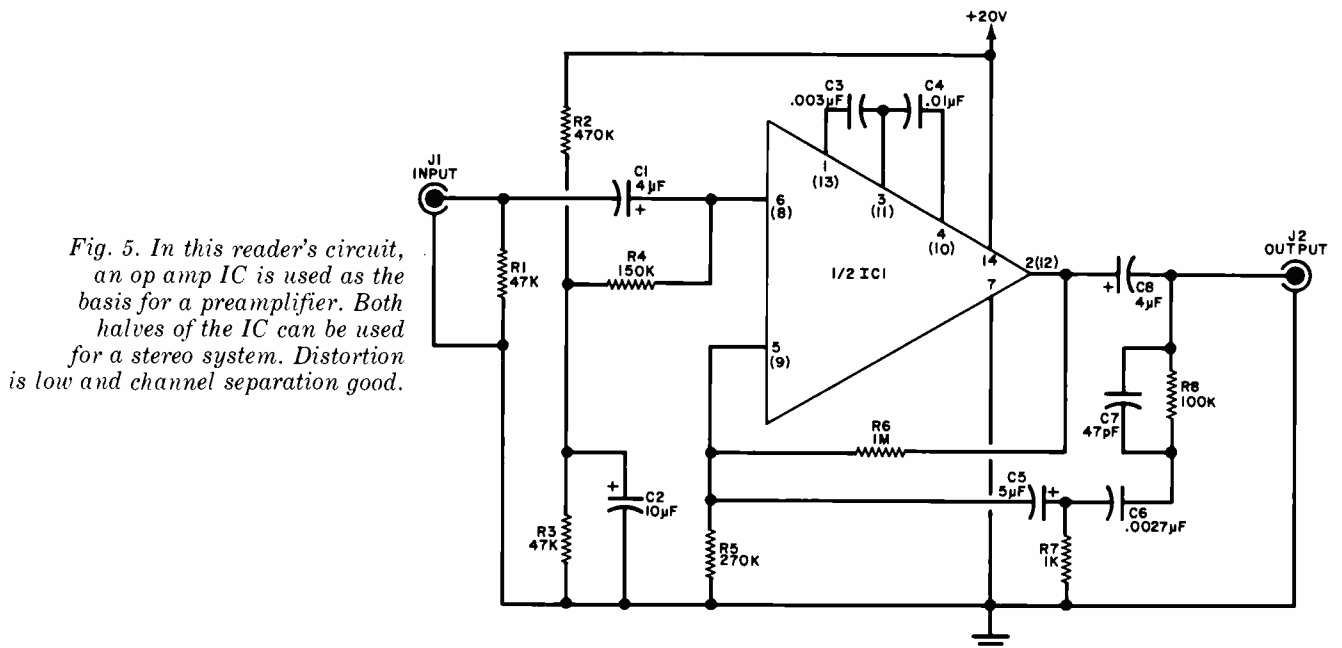 Fig. 5. In this reader's circuit,
an op amp IC is used as the
basis for a preamplifier. Both
halves of the IC can be used
for a stereo system. Distortion
is low and channel separation good.
+20V
C3
.003µF
C4
.01µF
R2
470K
J1
INPUT
C1
4µF
+
1
(13)
3
(11)
4
(10)
6
(8)
R1
47K
R4
150K
1/2 IC1
14
7
2(12)
+
C8
4µF
J2
OUTPUT
5
(9)
R8
100K
C7
47pF
R6
1M
+
C2
10µF
C5
5µF
+
C6
.0027µF
R3
47K
R5
270K
R7
1K